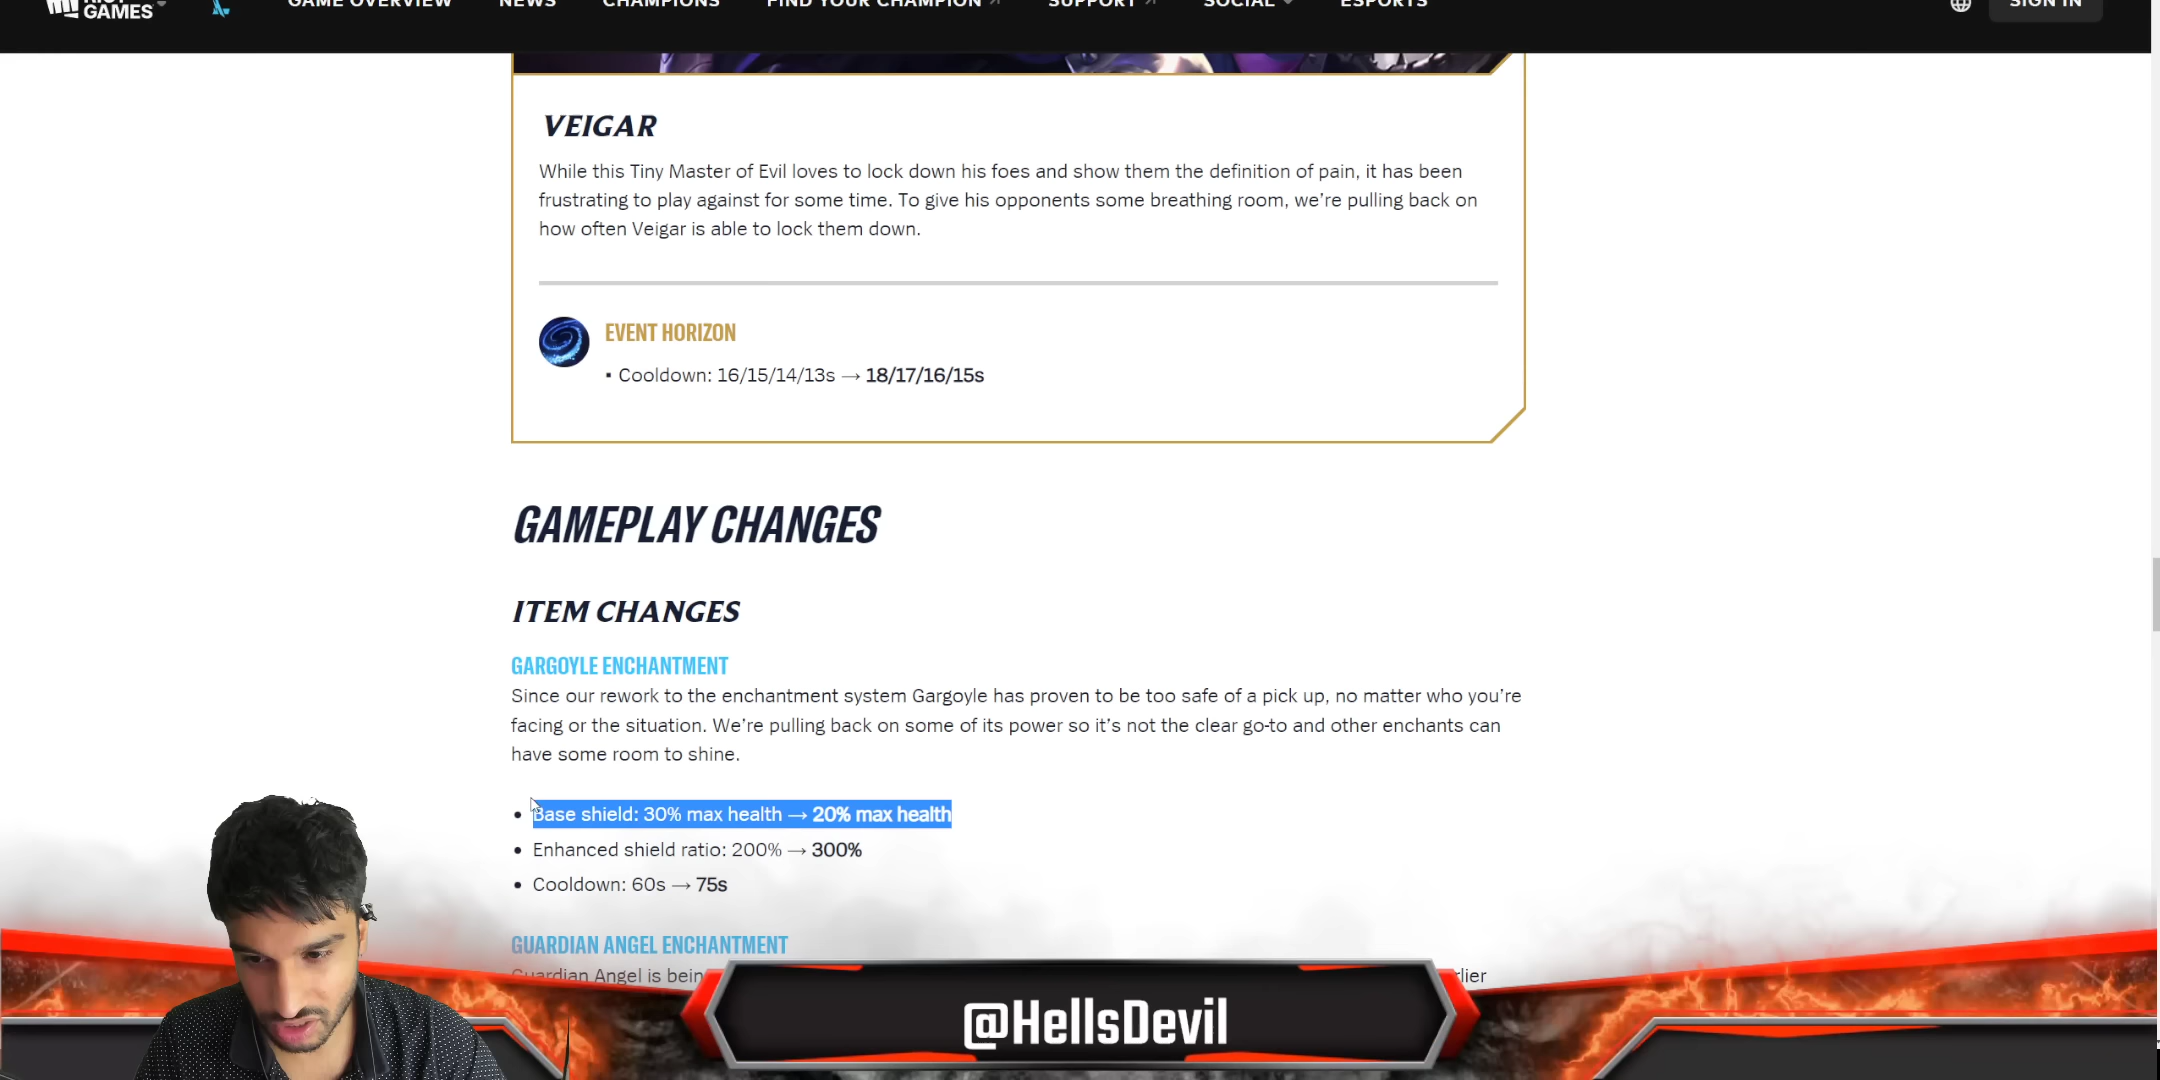 RIOT GAMES GAME OVERVIEW NEWS CHAMPIONS FIND YOUR CHAMPION SUPPORT SOCIAL ESPORTS SIGN IN
VEIGAR
While this Tiny Master of Evil loves to lock down his foes and show them the definition of pain, it has been
frustrating to play against for some time. To give his opponents some breathing room, we’re pulling back on
how often Veigar is able to lock them down.
EVENT HORIZON
▪ Cooldown: 16/15/14/13s → 18/17/16/15s
GAMEPLAY CHANGES
ITEM CHANGES
GARGOYLE ENCHANTMENT
Since our rework to the enchantment system Gargoyle has proven to be too safe of a pick up, no matter who you’re
facing or the situation. We’re pulling back on some of its power so it’s not the clear go-to and other enchants can
have some room to shine.
• Base shield: 30% max health → 20% max health
• Enhanced shield ratio: 200% → 300%
• Cooldown: 60s → 75s
GUARDIAN ANGEL ENCHANTMENT
Guardian Angel is
@HellsDevil